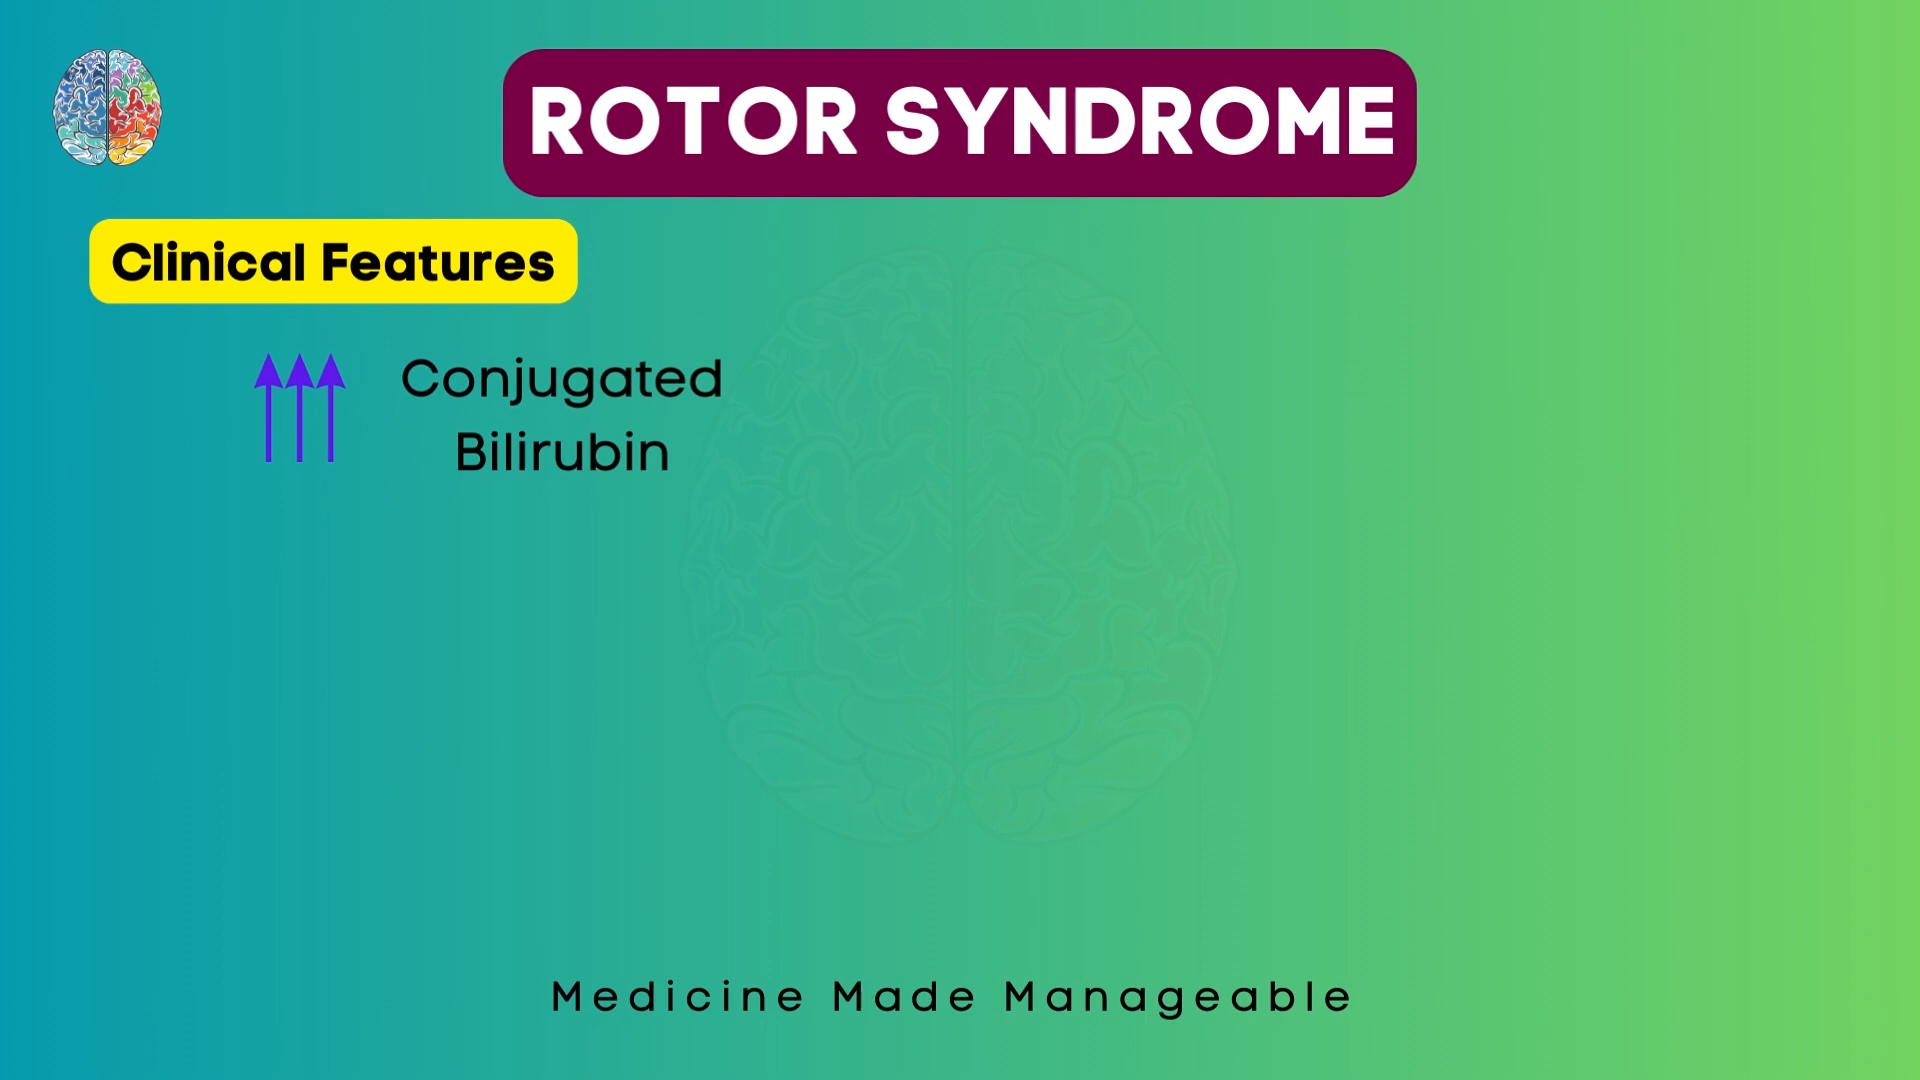 ROTOR SYNDROME
Clinical Features
Conjugated
Bilirubin
Medicine Made Manageable